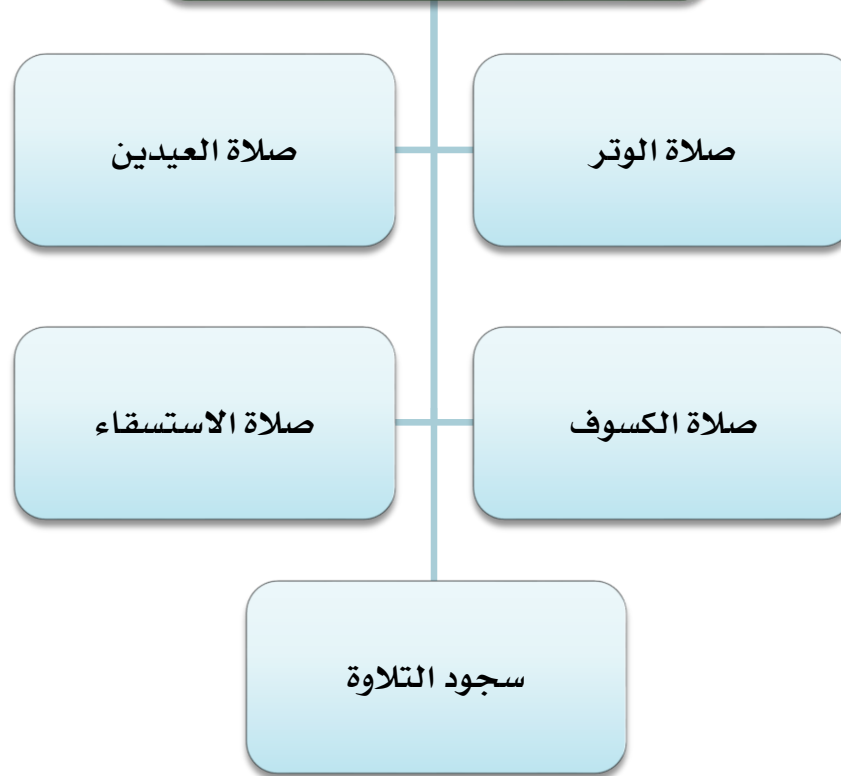 صلاة الوتر
صلاة العيدين
صلاة الكسوف
صلاة الاستسقاء
سجود التلاوة